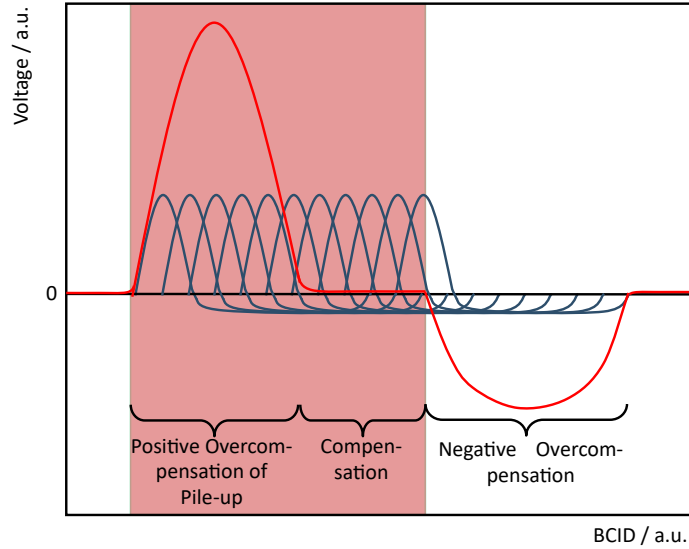 Voltage / a.u.
0
Positive Overcom-
pensation of
Pile-up
Compen-
sation
Negative Overcom-
pensation
BCID / a.u.